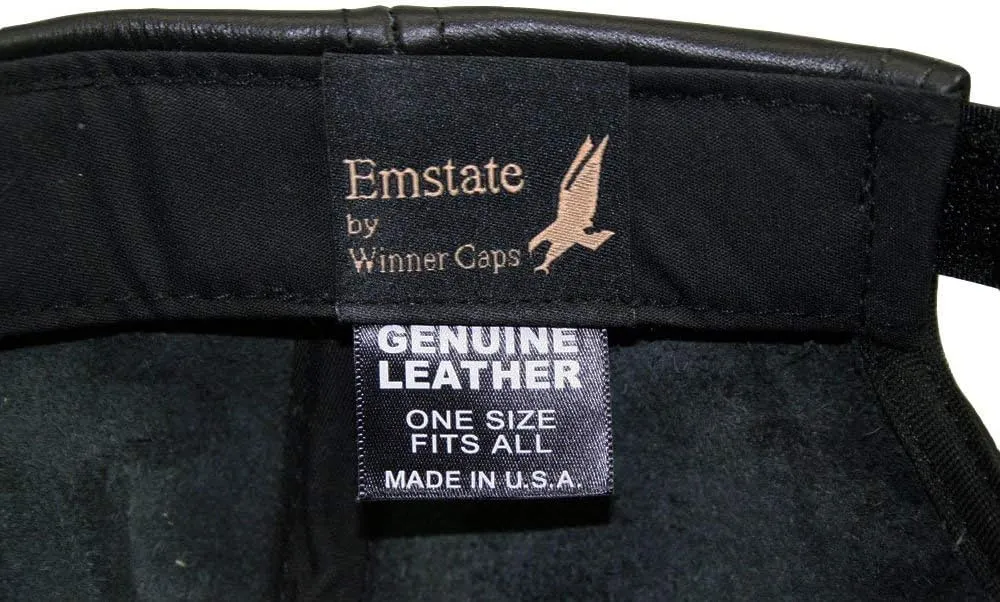 Emstate
by
Winner Caps
GENUINE
LEATHER
ONE SIZE
FITS ALL
MADE IN U.S.A.